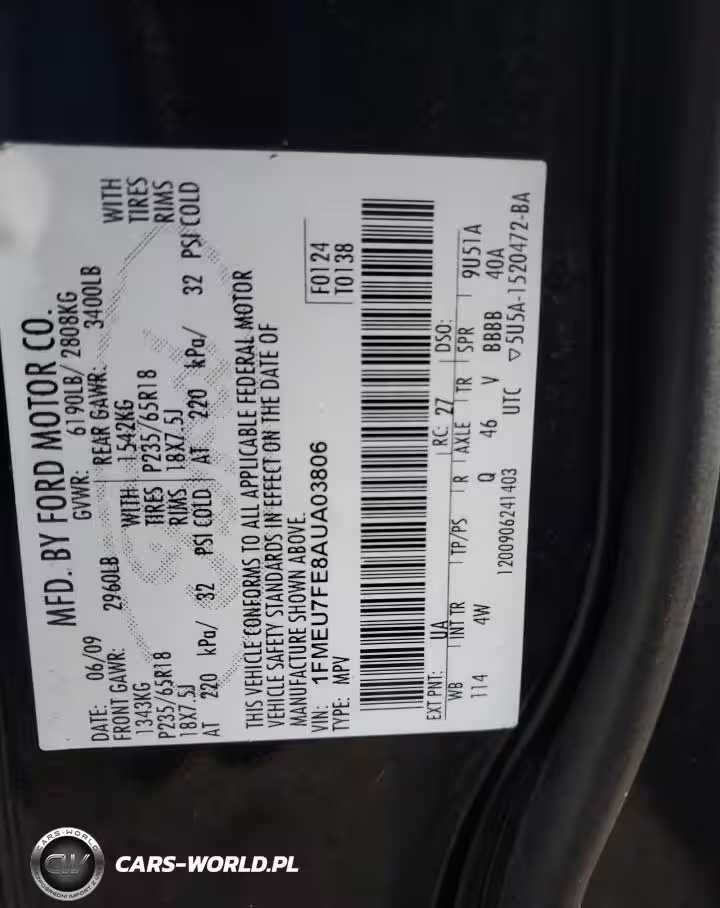 MFD. BY FORD MOTOR CO.
DATE: 06/09 GVWR: 6190LB/ 2808KG
FRONT GAWR: 2960LB REAR GAWR: 3400LB
1343KG WITH 1542KG WITH
P235/65R18 TIRES P235/65R18 TIRES
18X7.5J RIMS 18X7.5J RIMS
AT 220 kPa/ 32 PSI COLD AT 220 kPa/ 32 PSI COLD
THIS VEHICLE CONFORMS TO ALL APPLICABLE FEDERAL MOTOR
VEHICLE SAFETY STANDARDS IN EFFECT ON THE DATE OF
MANUFACTURE SHOWN ABOVE.
VIN: 1FMEU7FE8AUA03806
TYPE: MPV
F0124
T0138
EXT PNT: UA RC: 27 DSO:
WB INT TR TP/PS R AXLE TR SPR 9U51A
114 4W Q 46 V BBBB 40A
1200906241403 UTC ▽5U5A-1520472-BA
CARS-WORLD
CW
CARS-WORLD.PL